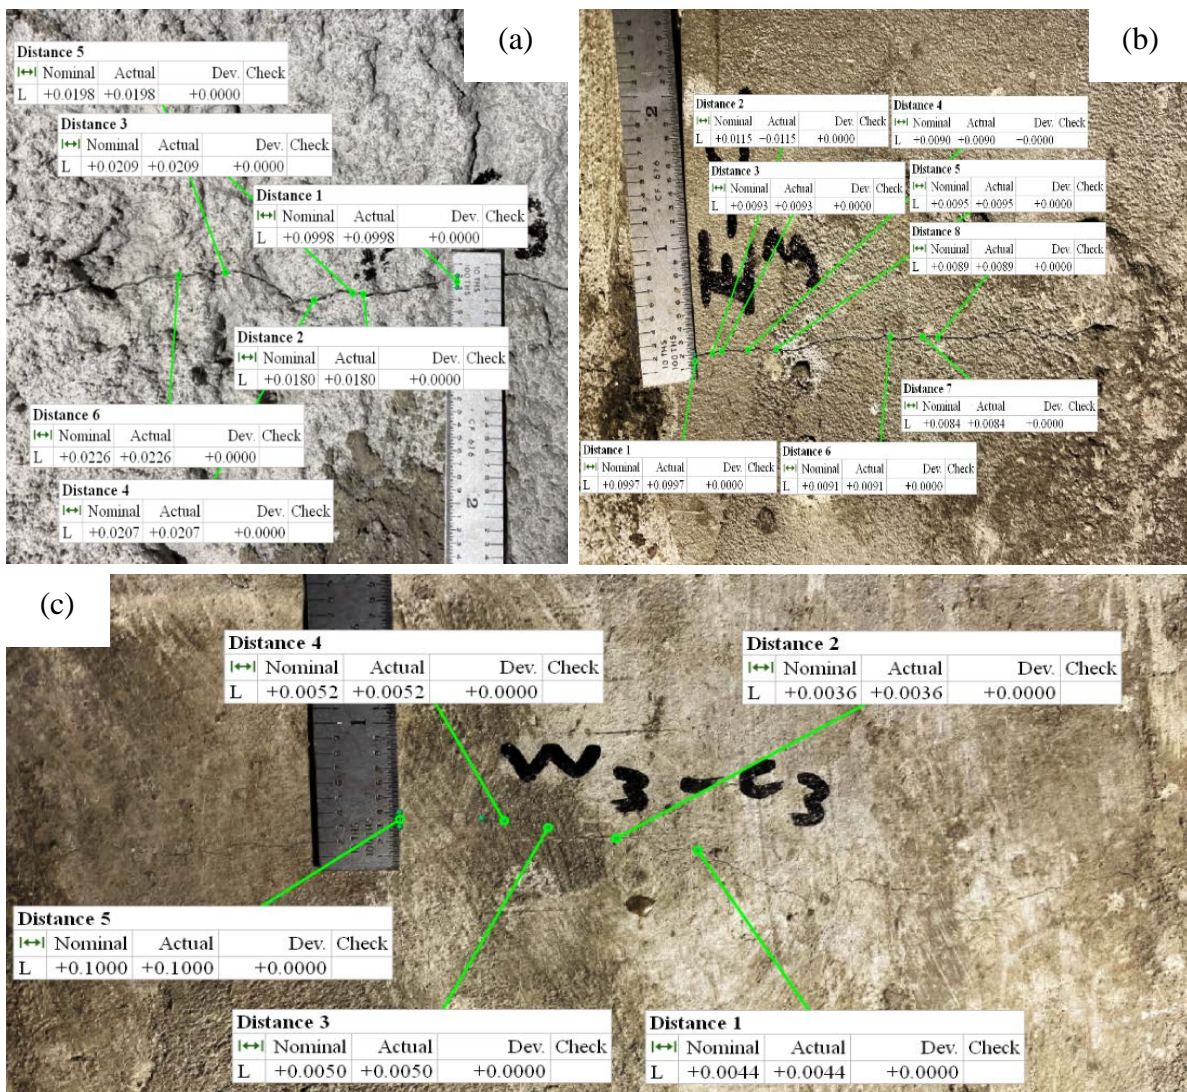 (a)
Distance 5
Nominal Actual Dev. Check
L +0.0198 +0.0198 +0.0000
Distance 3
Nominal Actual Dev. Check
L +0.0209 +0.0209 +0.0000
Distance 1
Nominal Actual Dev. Check
L +0.0998 +0.0998 +0.0000
Distance 2
Nominal Actual Dev. Check
L +0.0180 +0.0180 +0.0000
Distance 6
Nominal Actual Dev. Check
L +0.0226 +0.0226 +0.0000
Distance 4
Nominal Actual Dev. Check
L +0.0207 +0.0207 +0.0000
2
(b)
Distance 2
Nominal Actual Dev. Check
L +0.0115 −0.0115 +0.0000
Distance 4
Nominal Actual Dev. Check
L +0.0090 +0.0090 −0.0000
Distance 3
Nominal Actual Dev. Check
L +0.0093 +0.0093 +0.0000
Distance 5
Nominal Actual Dev. Check
L +0.0095 +0.0095 +0.0000
Distance 8
Nominal Actual Dev. Check
L +0.0089 +0.0089 +0.0000
2
1
10 THS
100 THS
Distance 7
Nominal Actual Dev. Check
L +0.0084 +0.0084 +0.0000
Distance 1
Nominal Actual Dev. Check
L +0.0997 +0.0997 +0.0000
Distance 6
Nominal Actual Dev. Check
L +0.0091 +0.0091 +0.0000
(c)
Distance 4
Nominal Actual Dev. Check
L +0.0052 +0.0052 +0.0000
Distance 2
Nominal Actual Dev. Check
L +0.0036 +0.0036 +0.0000
1
W 3-C3
Distance 5
Nominal Actual Dev. Check
L +0.1000 +0.1000 +0.0000
Distance 3
Nominal Actual Dev. Check
L +0.0050 +0.0050 +0.0000
Distance 1
Nominal Actual Dev. Check
L +0.0044 +0.0044 +0.0000